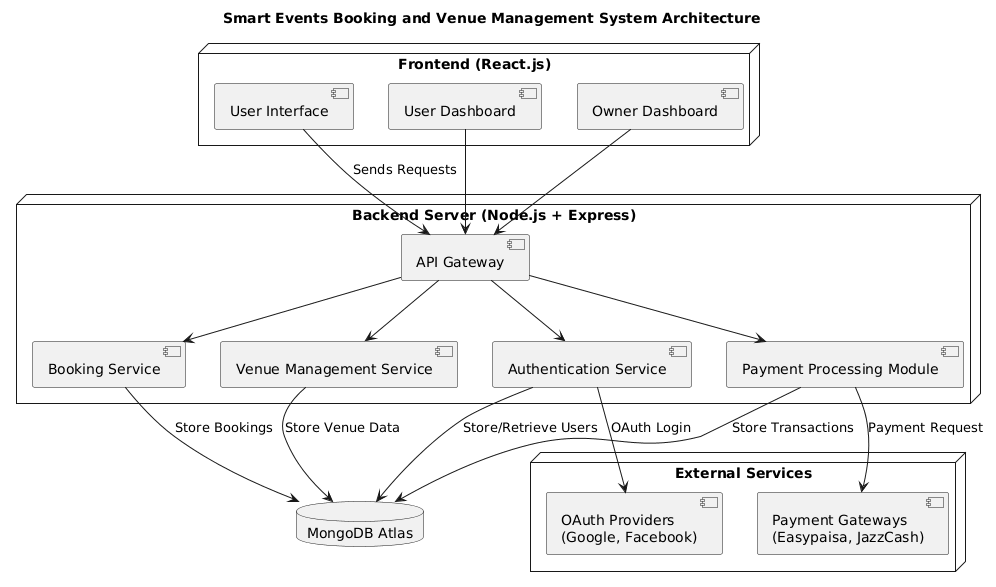 Smart Events Booking and Venue Management System Architecture
Frontend (React.js)
User Interface
User Dashboard
Owner Dashboard
Sends Requests
Backend Server (Node.js + Express)
API Gateway
Booking Service
Venue Management Service
Authentication Service
Payment Processing Module
Store Bookings
Store Venue Data
Store/Retrieve Users
OAuth Login
Store Transactions
Payment Request
External Services
MongoDB Atlas
OAuth Providers
(Google, Facebook)
Payment Gateways
(Easypaisa, JazzCash)